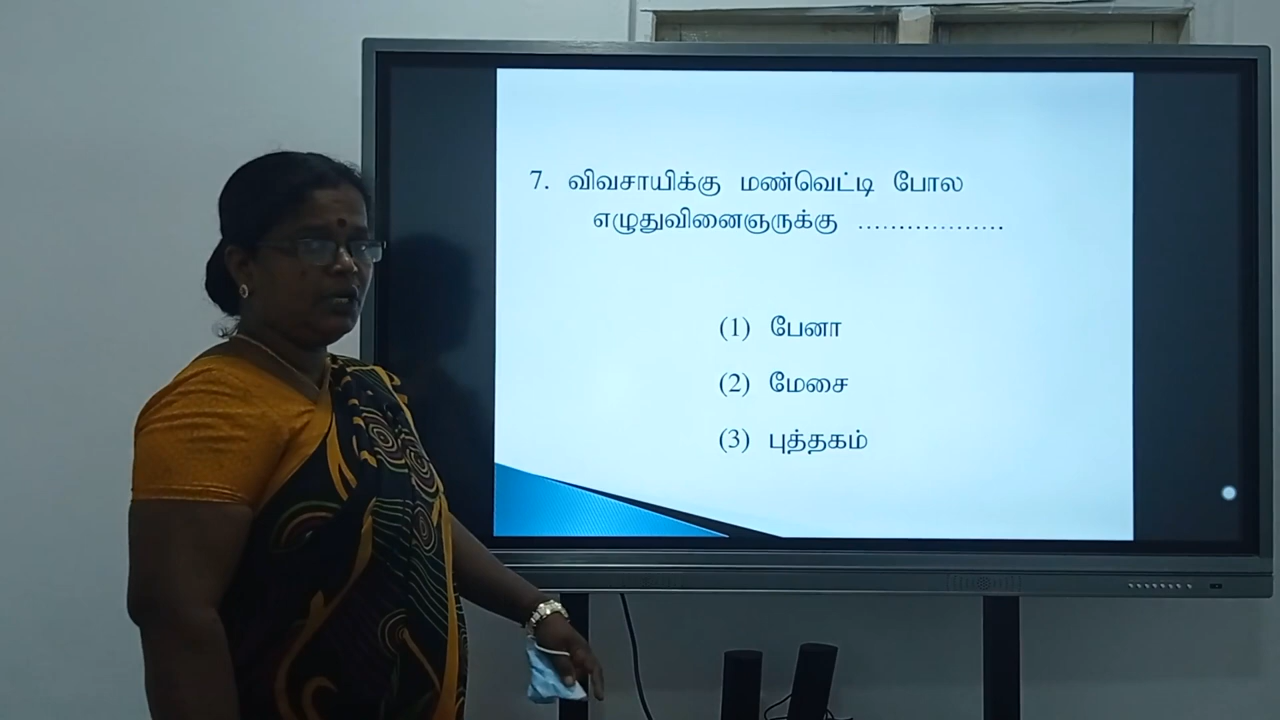 7. விவசாயிக்கு மண்வெட்டி போல
எழுதுவினைஞருக்கு ..................
(1) பேனா
(2) மேசை
(3) புத்தகம்